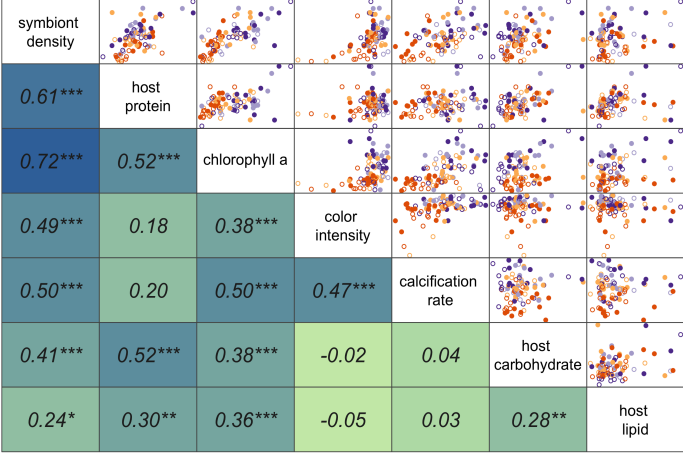 symbiont
density
0.61***
host
protein
0.72*** 0.52*** chlorophyll a
0.49*** 0.18 0.38***
color
intensity
0.50*** 0.20 0.50*** 0.47***
calcification
rate
0.41*** 0.52*** 0.38*** -0.02 0.04
host
carbohydrate
0.24* 0.30** 0.36*** -0.05 0.03 0.28**
host
lipid